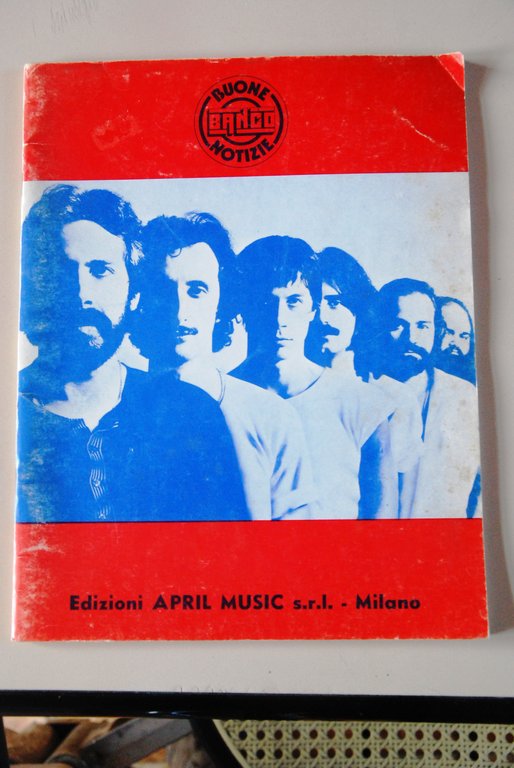 BUONE
BANCO
NOTIZIE
Edizioni APRIL MUSIC s.r.l. - Milano